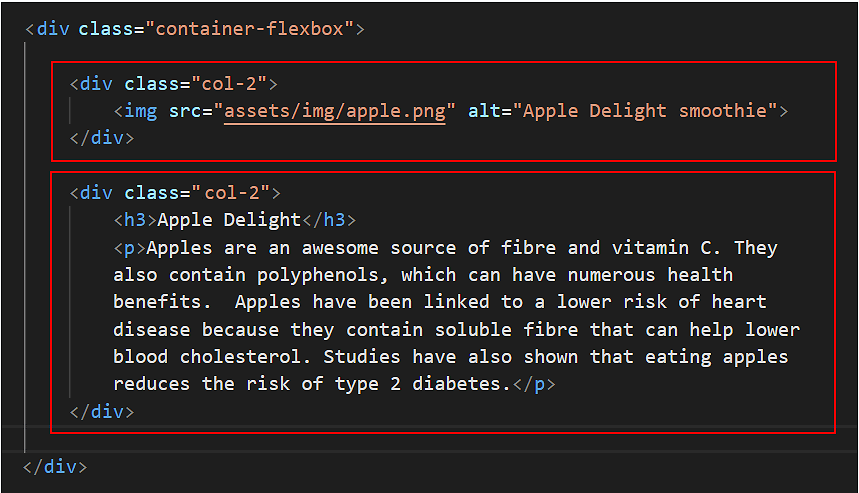 <div class="container-flexbox">
<div class="col-2">
<img src="assets/img/apple.png" alt="Apple Delight smoothie">
</div>
<div class="col-2">
<h3>Apple Delight</h3>
<p>Apples are an awesome source of fibre and vitamin C. They
also contain polyphenols, which can have numerous health
benefits.  Apples have been linked to a lower risk of heart
disease because they contain soluble fibre that can help lower
blood cholesterol. Studies have also shown that eating apples
reduces the risk of type 2 diabetes.</p>
</div>
</div>